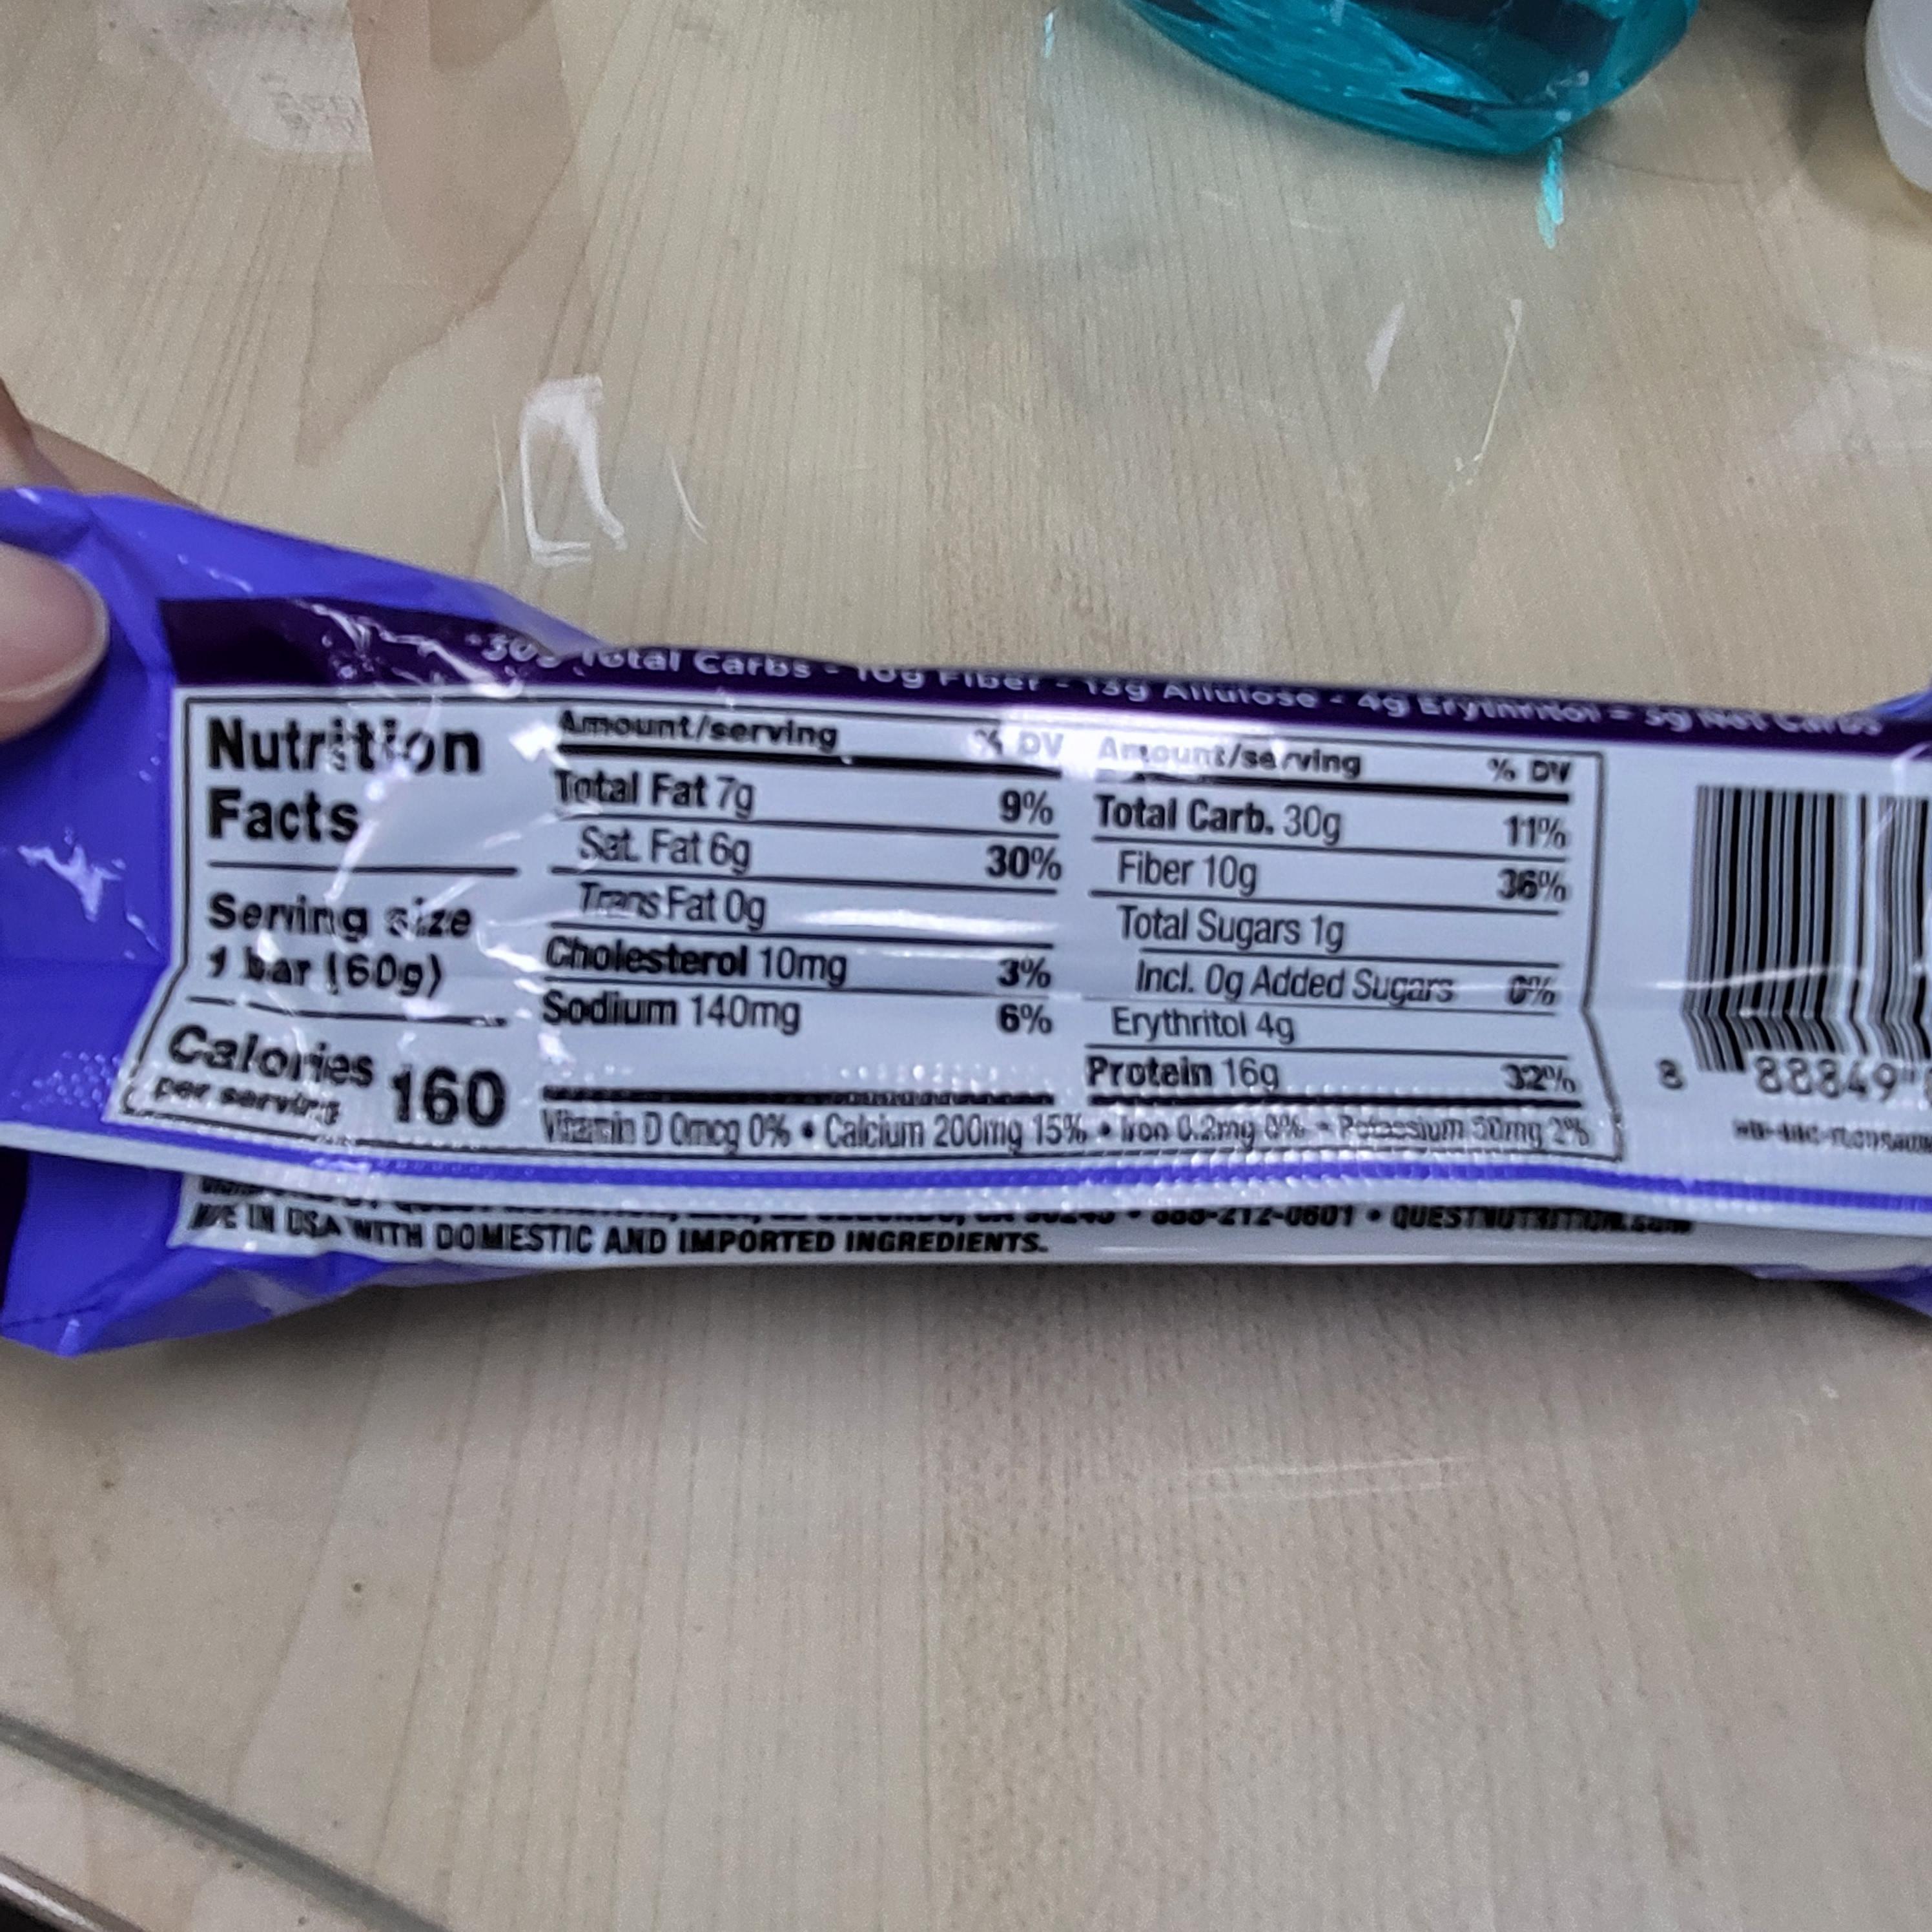 *30g Total Carbs - 10g Fiber - 13g Allulose - 4g Erythritol = 3g Net Carbs
Nutrition
Facts
Serving size
1 bar (60g)
Calories 160
per serving
Amount/serving % DV
Total Fat 7g 9%
Sat. Fat 6g 30%
Trans Fat 0g
Cholesterol 10mg 3%
Sodium 140mg 6%
Amount/serving % DV
Total Carb. 30g 11%
Fiber 10g 36%
Total Sugars 1g
Incl. 0g Added Sugars 0%
Erythritol 4g
Protein 16g 32%
Vitamin D 0mcg 0% • Calcium 200mg 15% • Iron 0.2mg 0% • Potassium 50mg 2%
8 88849
888-212-0601 • QUESTNUTRITION.COM
IN USA WITH DOMESTIC AND IMPORTED INGREDIENTS.